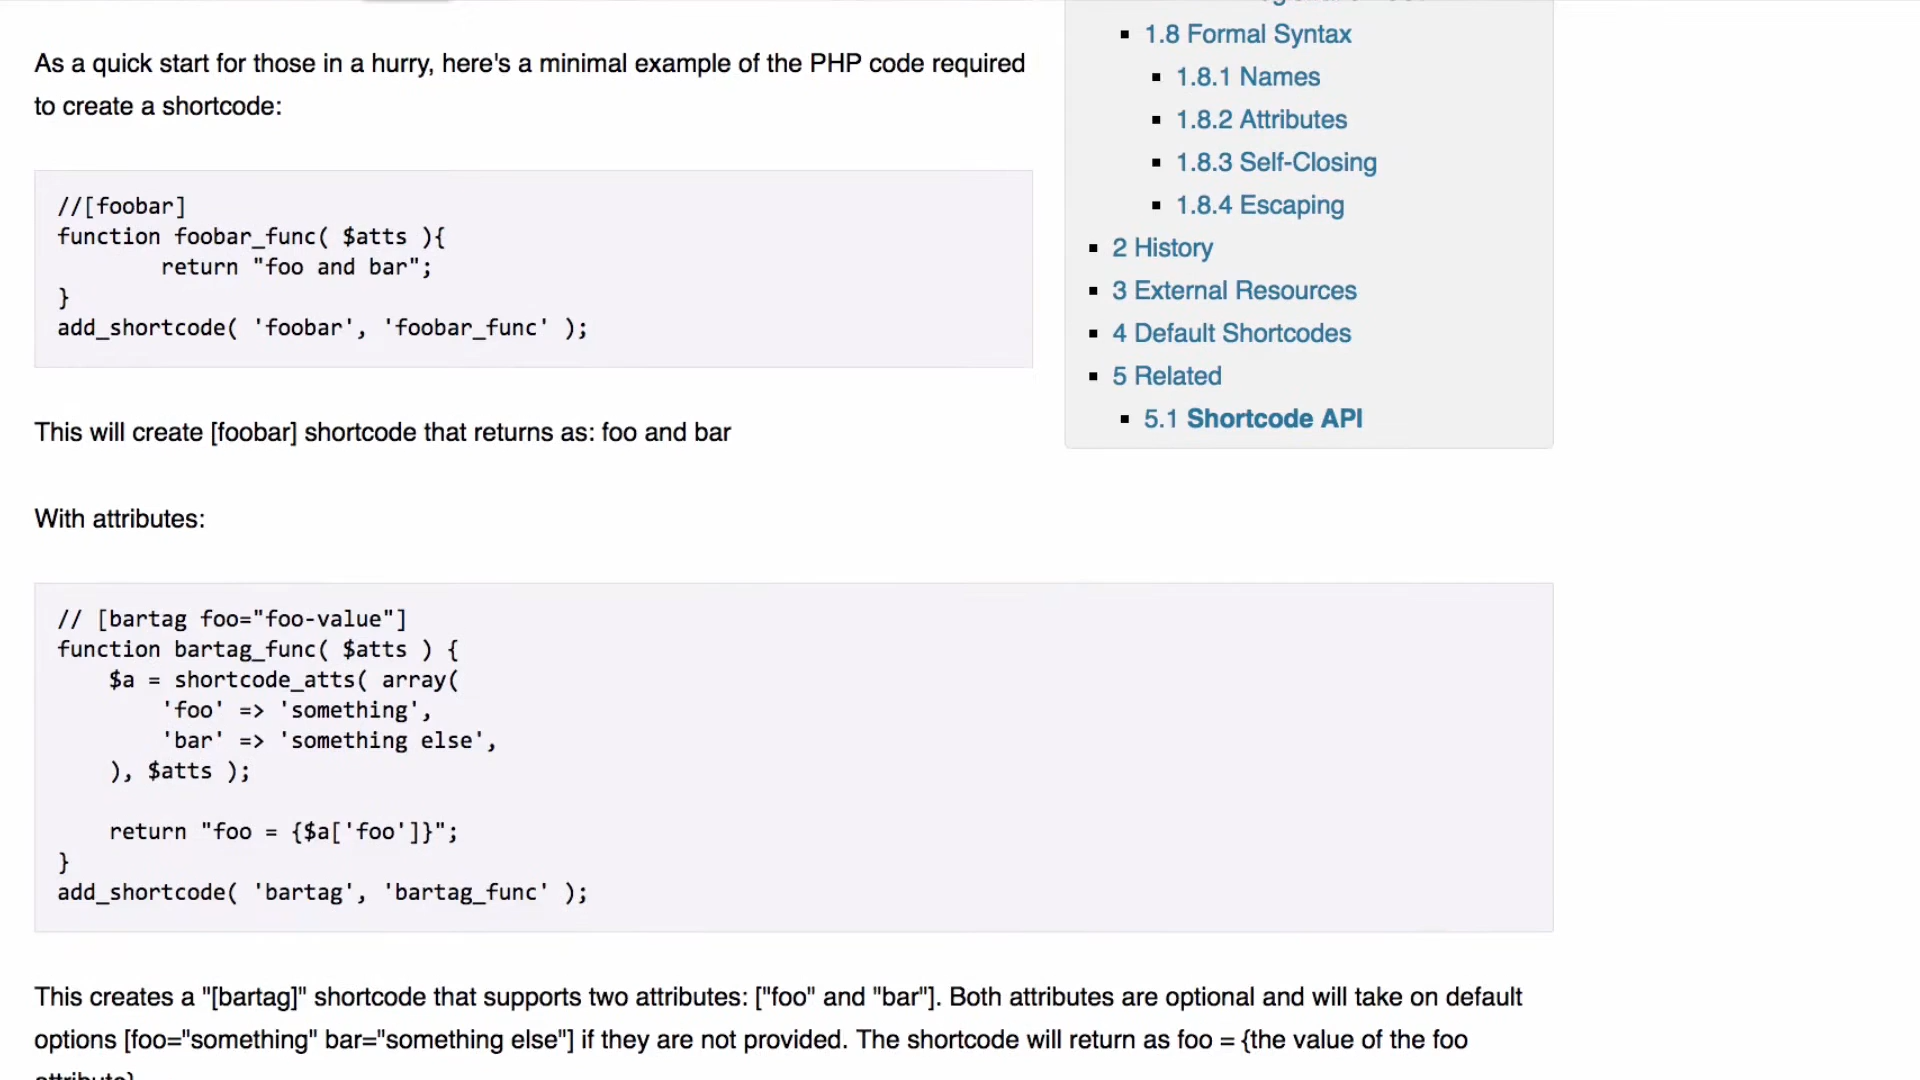 As a quick start for those in a hurry, here's a minimal example of the PHP code required
to create a shortcode:
//[foobar]
function foobar_func( $atts ){
        return "foo and bar";
}
add_shortcode( 'foobar', 'foobar_func' );
This will create [foobar] shortcode that returns as: foo and bar
With attributes:
// [bartag foo="foo-value"]
function bartag_func( $atts ) {
    $a = shortcode_atts( array(
        'foo' => 'something',
        'bar' => 'something else',
    ), $atts );
    return "foo = {$a['foo']}";
}
add_shortcode( 'bartag', 'bartag_func' );
This creates a "[bartag]" shortcode that supports two attributes: ["foo" and "bar"]. Both attributes are optional and will take on default
options [foo="something" bar="something else"] if they are not provided. The shortcode will return as foo = {the value of the foo
attribute}
1.8 Formal Syntax
1.8.1 Names
1.8.2 Attributes
1.8.3 Self-Closing
1.8.4 Escaping
2 History
3 External Resources
4 Default Shortcodes
5 Related
5.1 Shortcode API